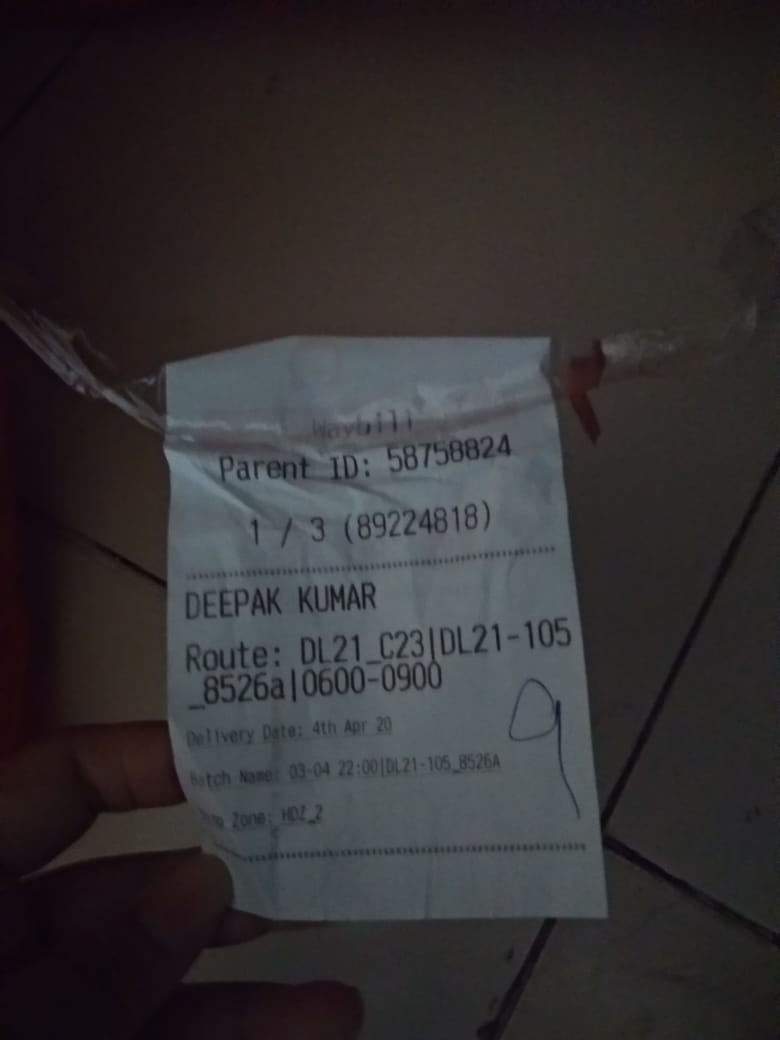 Waybill
Parent ID: 58758824
1 / 3 (89224818)
DEEPAK KUMAR
Route: DL21_C23|DL21-105
_8526a|0600-0900
9
Delivery Date: 4th Apr 20
Batch Name: 03-04 22:00|DL21-105_8526A
Zone: HDZ_2